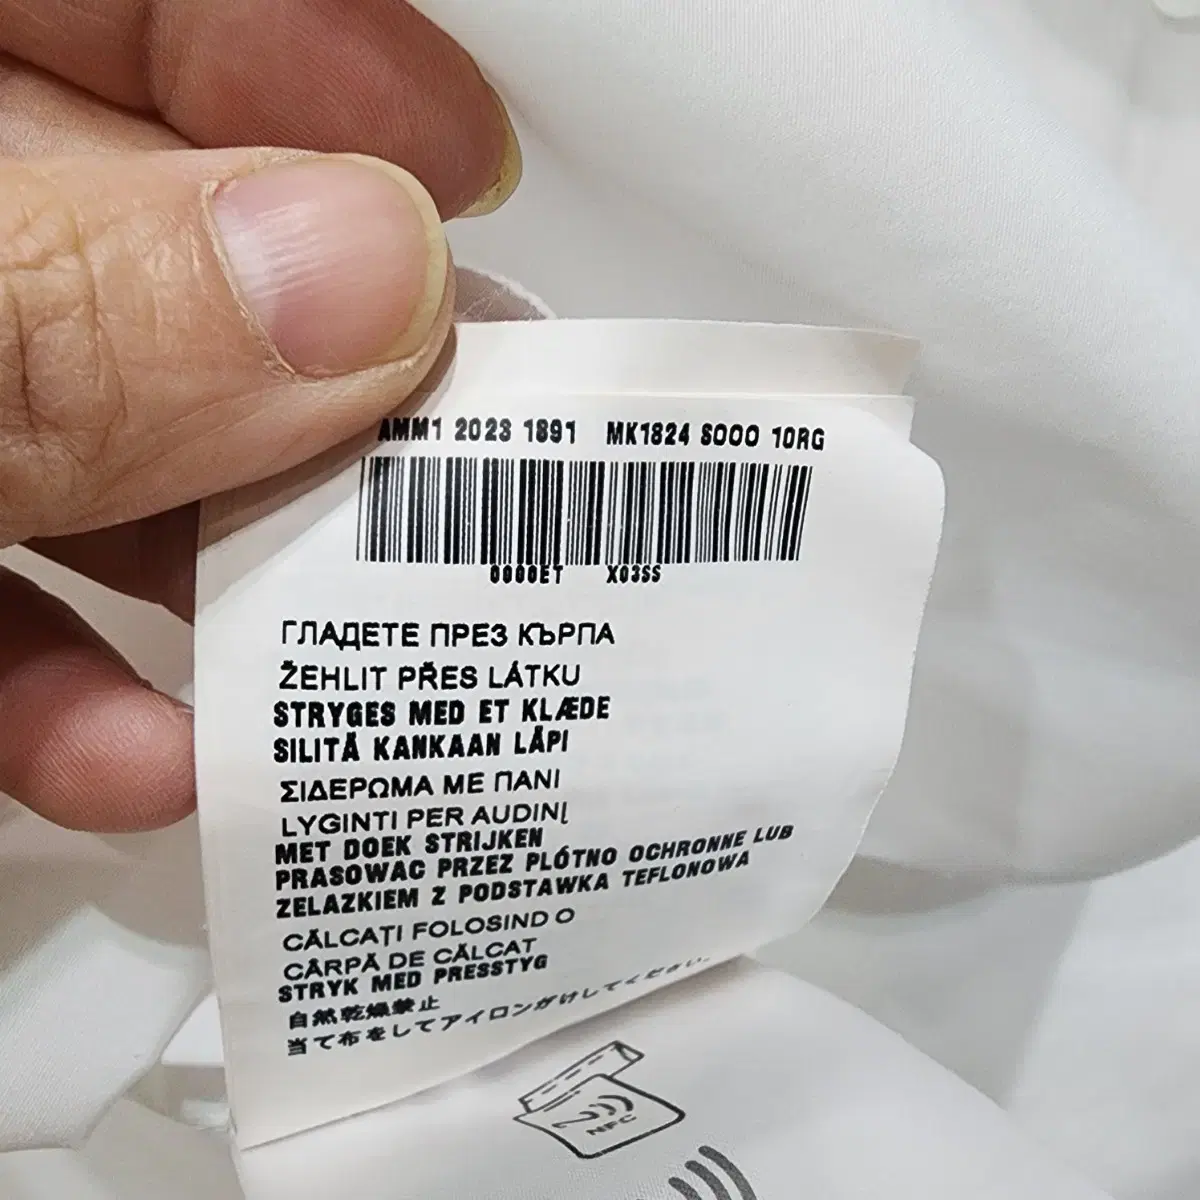 AMM1 2023 1891 MK1824 S000 10RG
0000ET X03SS
ГЛАДЕТЕ ПРЕЗ КЪРПА
ŽEHLIT PŘES LÁTKU
STRYGES MED ET KLÆDE
SILITÄ KANKAAN LÄPI
ΣΙΔΕΡΩΜΑ ΜΕ ΠΑΝΙ
LYGINTI PER AUDINĮ
MET DOEK STRIJKEN
PRASOWAC PRZEZ PLÓTNO OCHRONNE LUB
ZELAZKIEM Z PODSTAWKA TEFLONOWA
CĂLCAȚI FOLOSIND O
CÂRPĂ DE CĂLCAT
STRYK MED PRESSTYG
自然乾燥禁止
当て布をしてアイロンがけしてください。
NFC